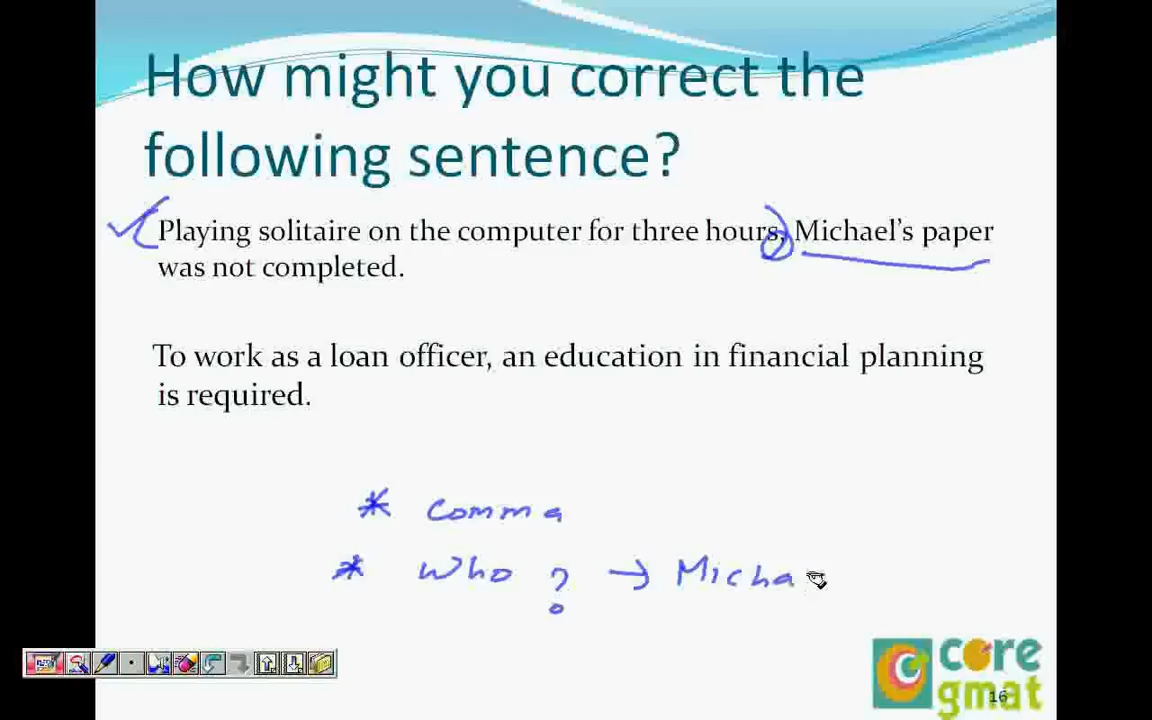 How might you correct the
following sentence?
Playing solitaire on the computer for three hours, Michael's paper
was not completed.
To work as a loan officer, an education in financial planning
is required.
* Comma
* Who ? → Micha
core
gmat
16